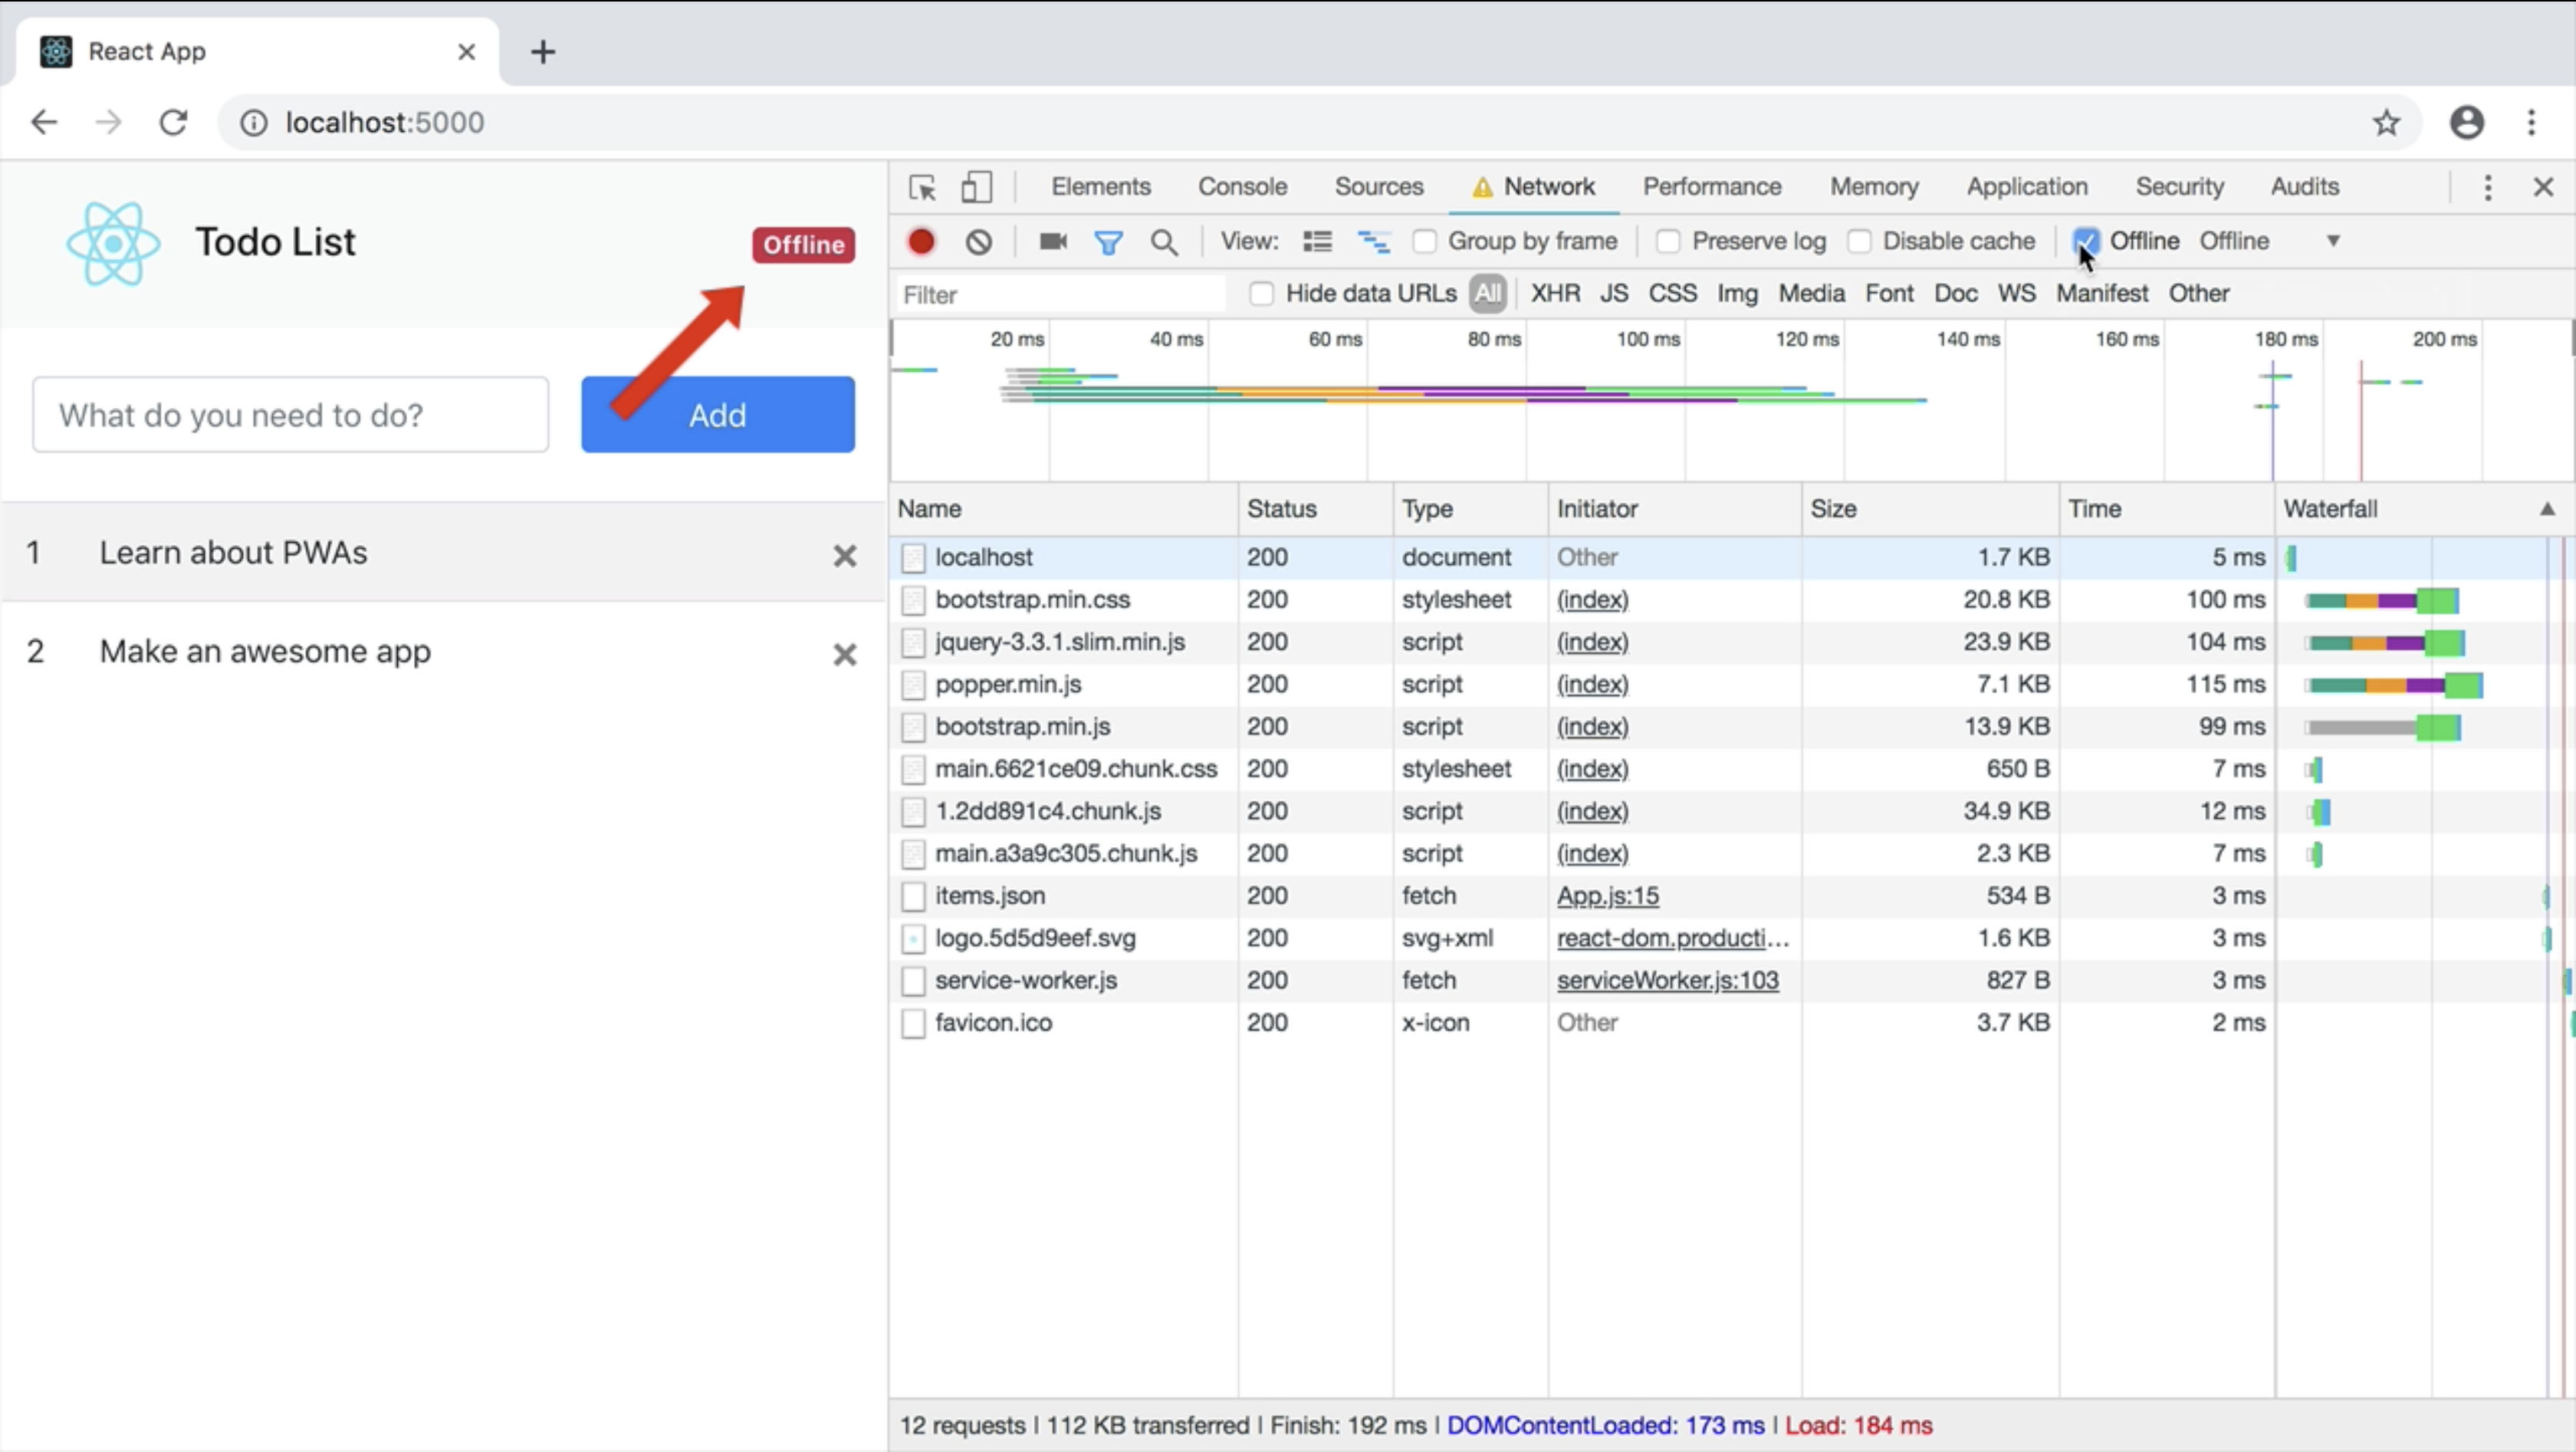 React App
localhost:5000
Todo List
Offline
What do you need to do?
Add
1 Learn about PWAs
2 Make an awesome app
Elements Console Sources Network Performance Memory Application Security Audits
View: Group by frame Preserve log Disable cache Offline Offline
Filter Hide data URLs All XHR JS CSS Img Media Font Doc WS Manifest Other
20 ms 40 ms 60 ms 80 ms 100 ms 120 ms 140 ms 160 ms 180 ms 200 ms
Name Status Type Initiator Size Time Waterfall
localhost 200 document Other 1.7 KB 5 ms
bootstrap.min.css 200 stylesheet (index) 20.8 KB 100 ms
jquery-3.3.1.slim.min.js 200 script (index) 23.9 KB 104 ms
popper.min.js 200 script (index) 7.1 KB 115 ms
bootstrap.min.js 200 script (index) 13.9 KB 99 ms
main.6621ce09.chunk.css 200 stylesheet (index) 650 B 7 ms
1.2dd891c4.chunk.js 200 script (index) 34.9 KB 12 ms
main.a3a9c305.chunk.js 200 script (index) 2.3 KB 7 ms
items.json 200 fetch App.js:15 534 B 3 ms
logo.5d5d9eef.svg 200 svg+xml react-dom.producti... 1.6 KB 3 ms
service-worker.js 200 fetch serviceWorker.js:103 827 B 3 ms
favicon.ico 200 x-icon Other 3.7 KB 2 ms
12 requests | 112 KB transferred | Finish: 192 ms | DOMContentLoaded: 173 ms | Load: 184 ms